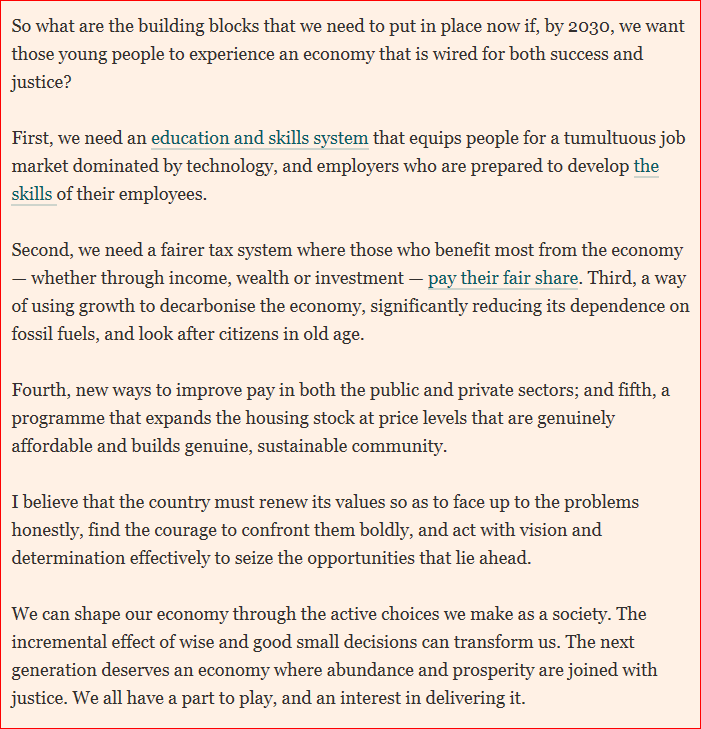 So what are the building blocks that we need to put in place now if, by 2030, we want
those young people to experience an economy that is wired for both success and
justice?
First, we need an education and skills system that equips people for a tumultuous job
market dominated by technology, and employers who are prepared to develop the
skills of their employees.
Second, we need a fairer tax system where those who benefit most from the economy
— whether through income, wealth or investment — pay their fair share. Third, a way
of using growth to decarbonise the economy, significantly reducing its dependence on
fossil fuels, and look after citizens in old age.
Fourth, new ways to improve pay in both the public and private sectors; and fifth, a
programme that expands the housing stock at price levels that are genuinely
affordable and builds genuine, sustainable community.
I believe that the country must renew its values so as to face up to the problems
honestly, find the courage to confront them boldly, and act with vision and
determination effectively to seize the opportunities that lie ahead.
We can shape our economy through the active choices we make as a society. The
incremental effect of wise and good small decisions can transform us. The next
generation deserves an economy where abundance and prosperity are joined with
justice. We all have a part to play, and an interest in delivering it.